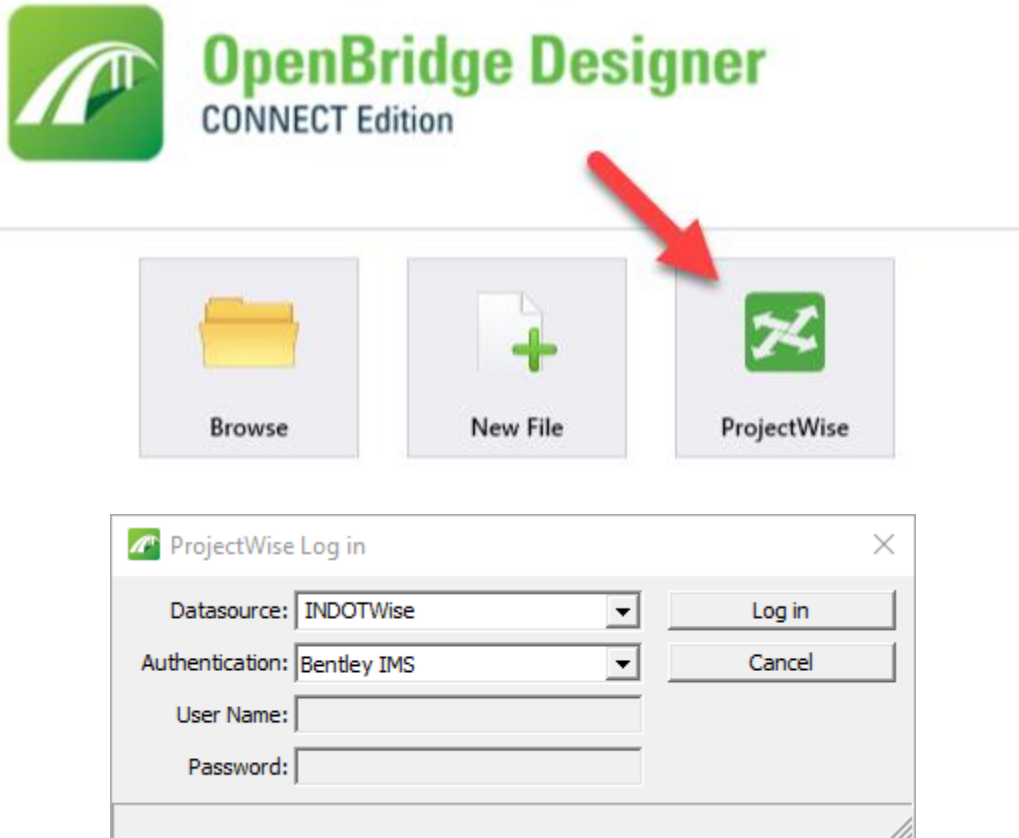 OpenBridge Designer
CONNECT Edition
Browse
New File
ProjectWise
ProjectWise Log in
Datasource: INDOTWise
Log in
Authentication: Bentley IMS
Cancel
User Name:
Password: